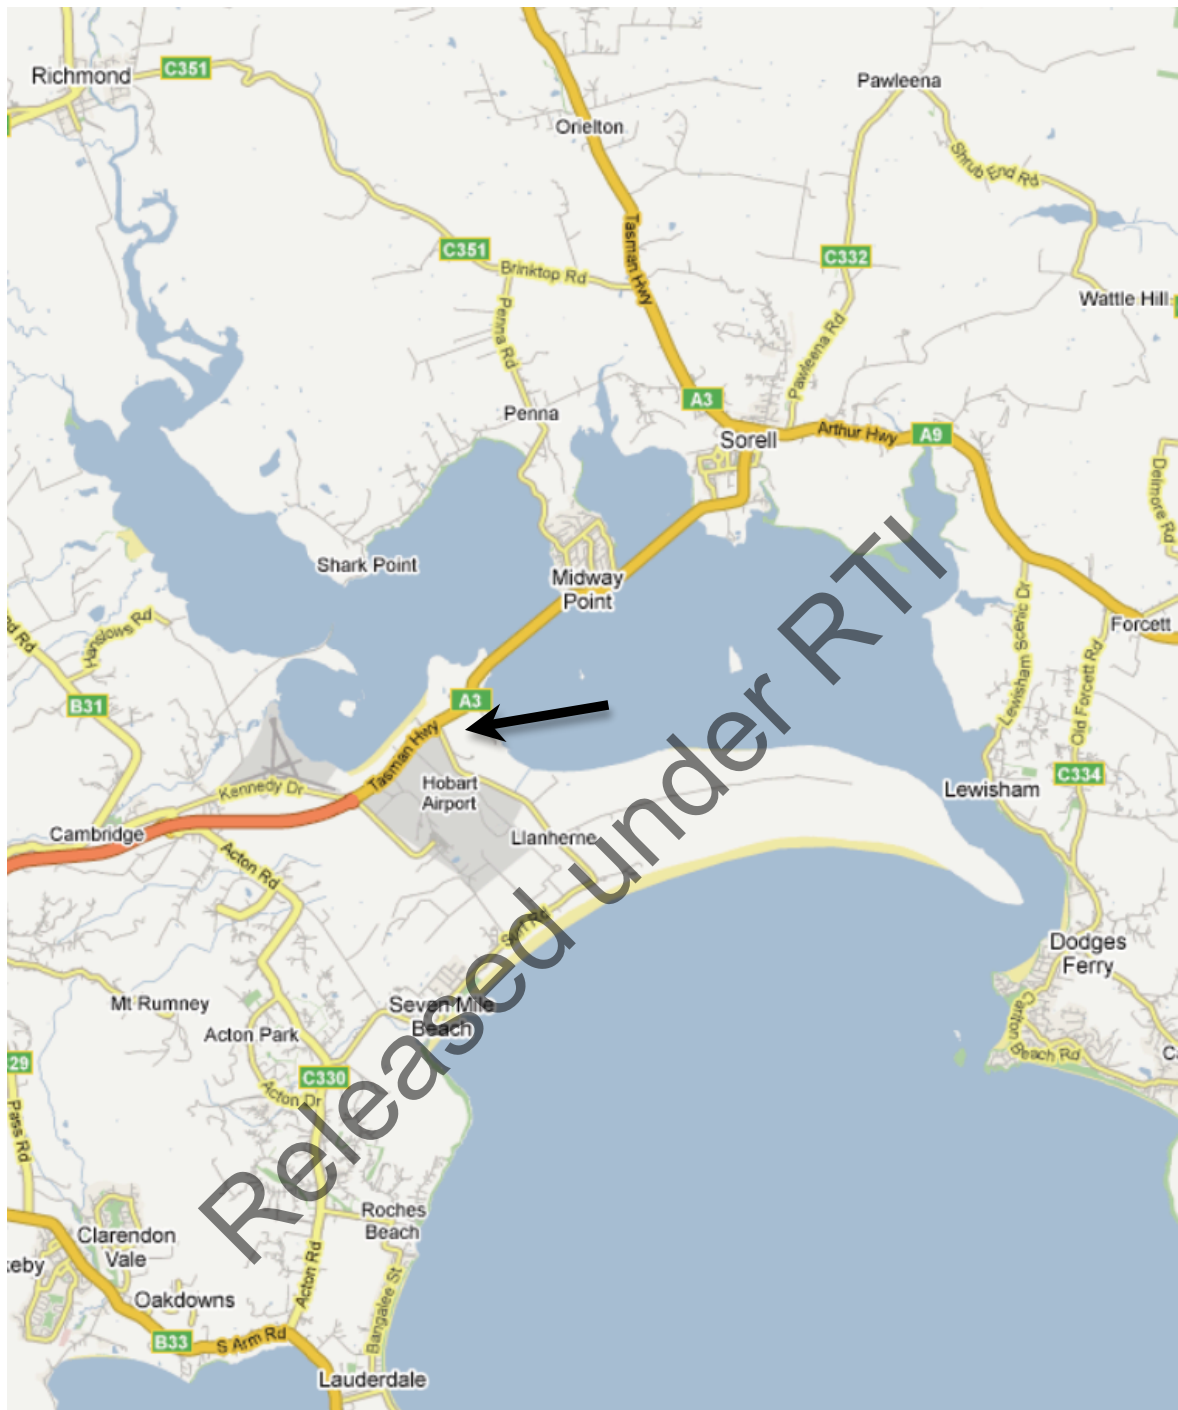 Richmond
C351
Pawleena
Orielton
Shrub End Rd
Tasman Hwy
C351
Brinktop Rd
C332
Wattle Hill
Penna Rd
Pawleena Rd
A3
Penna
Sorell
Arthur Hwy
A9
Delmore Rd
Shark Point
Midway
Point
Lewisham Scenic Dr
Forcett
Hanslows Rd
Old Forcett Rd
B31
A3
Tasman Hwy
Kennedy Dr
Hobart
Airport
C334
Lewisham
Cambridge
Llanherne
Acton Rd
Surf Rd
Dodges
Ferry
Mt Rumney
Seven Mile
Beach
Acton Park
Carlton
Beach Rd
29
C330
Acton Dr
Pass Rd
Released under RTI
Roches
Beach
Clarendon
Vale
Acton Rd
Bangalee St
Oakdowns
B33
S Arm Rd
Lauderdale